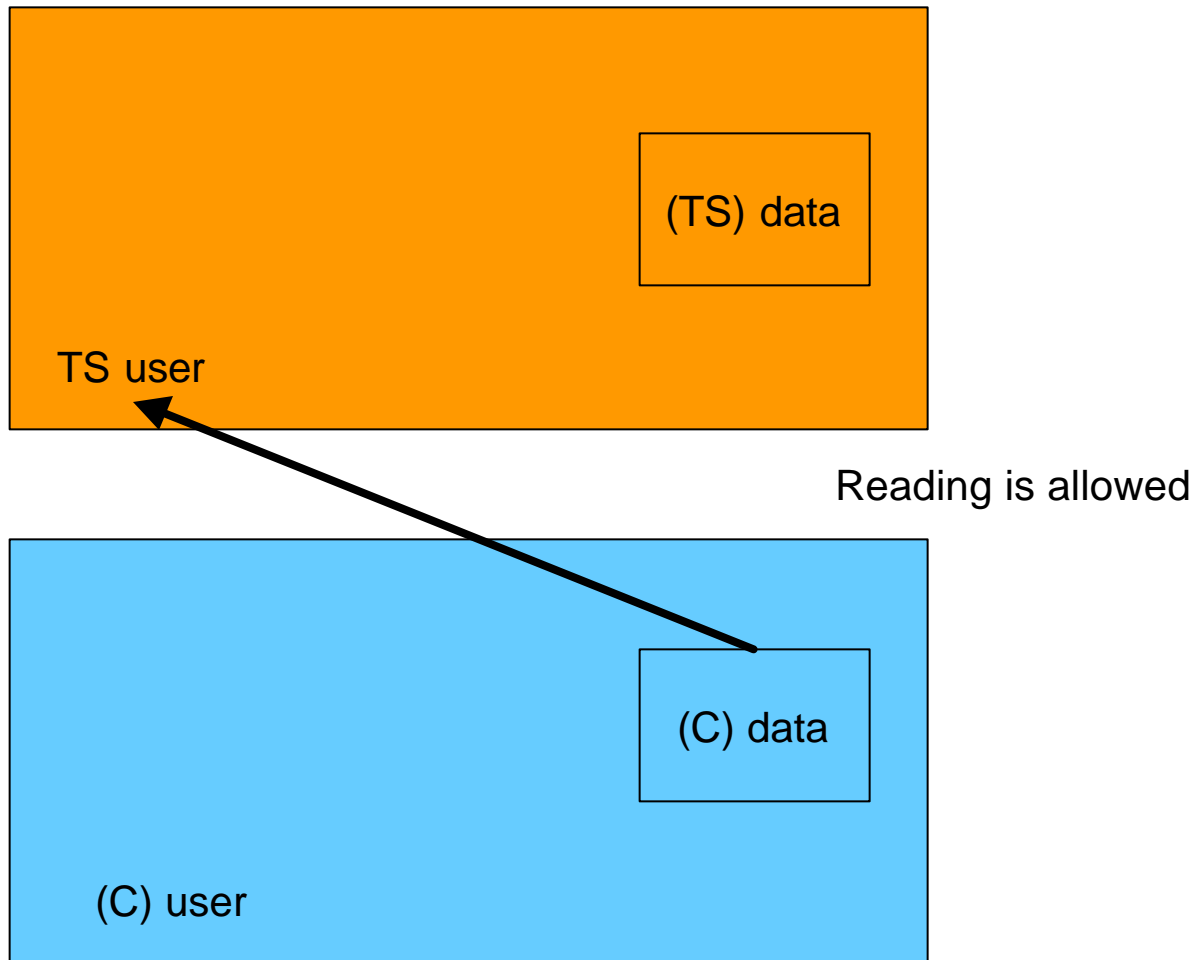 (TS) data
TS user
Reading is allowed
(C) data
(C) user